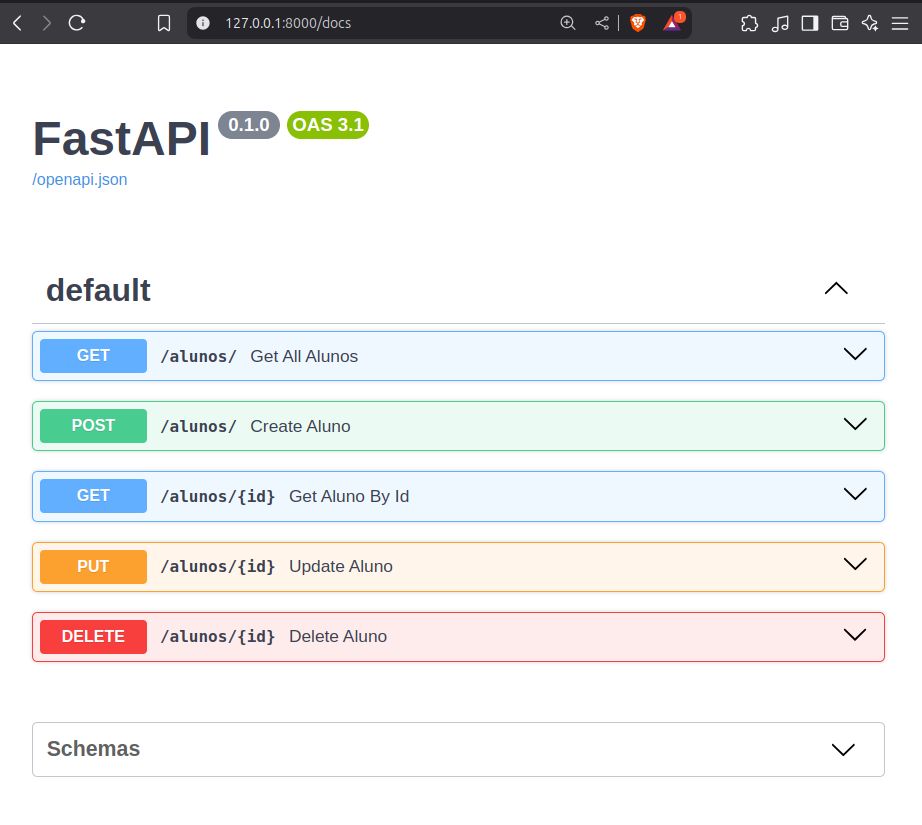 127.0.0.1:8000/docs
1
FastAPI 0.1.0 OAS 3.1
/openapi.json
default
GET /alunos/ Get All Alunos
POST /alunos/ Create Aluno
GET /alunos/{id} Get Aluno By Id
PUT /alunos/{id} Update Aluno
DELETE /alunos/{id} Delete Aluno
Schemas